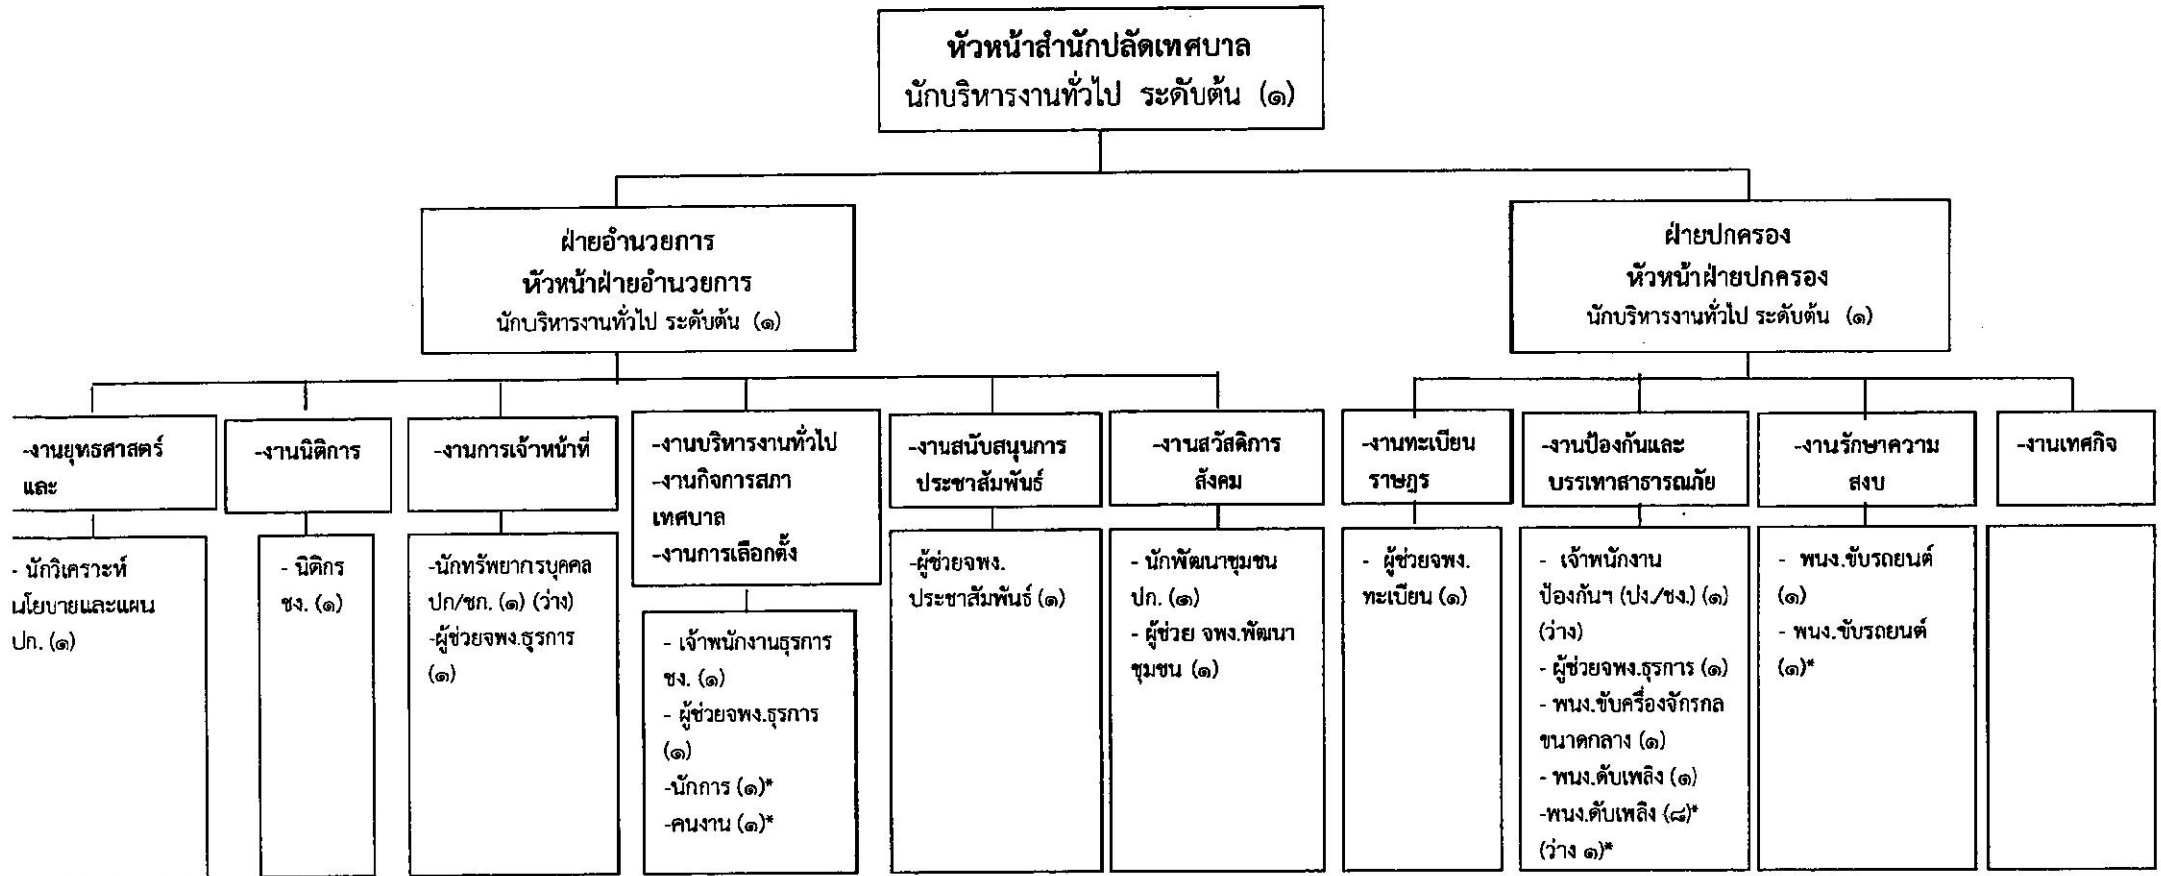 หัวหน้าสำนักปลัดเทศบาล
นักบริหารงานทั่วไป ระดับต้น (๑)
ฝ่ายอำนวยการ
หัวหน้าฝ่ายอำนวยการ
นักบริหารงานทั่วไป ระดับต้น (๑)
ฝ่ายปกครอง
หัวหน้าฝ่ายปกครอง
นักบริหารงานทั่วไป ระดับต้น (๑)
-งานยุทธศาสตร์
และ
- นักวิเคราะห์
นโยบายและแผน
ปก. (๑)
-งานนิติการ
- นิติกร
ชง. (๑)
-งานการเจ้าหน้าที่
-นักทรัพยากรบุคคล
ปก/ชก. (๑) (ว่าง)
-ผู้ช่วยจพง.ธุรการ
(๑)
-งานบริหารงานทั่วไป
-งานกิจการสภา
เทศบาล
-งานการเลือกตั้ง
- เจ้าพนักงานธุรการ
ชง. (๑)
- ผู้ช่วยจพง.ธุรการ
(๑)
-นักการ (๑)*
-คนงาน (๑)*
-งานสนับสนุนการ
ประชาสัมพันธ์
-ผู้ช่วยจพง.
ประชาสัมพันธ์ (๑)
-งานสวัสดิการ
สังคม
- นักพัฒนาชุมชน
ปก. (๑)
- ผู้ช่วย จพง.พัฒนา
ชุมชน (๑)
-งานทะเบียน
ราษฎร
- ผู้ช่วยจพง.
ทะเบียน (๑)
-งานป้องกันและ
บรรเทาสาธารณภัย
- เจ้าพนักงาน
ป้องกันฯ (ปง./ชง.) (๑)
(ว่าง)
- ผู้ช่วยจพง.ธุรการ (๑)
- พนง.ขับเครื่องจักรกล
ขนาดกลาง (๑)
- พนง.ดับเพลิง (๑)
-พนง.ดับเพลิง (๘)*
(ว่าง ๑)*
-งานรักษาความ
สงบ
- พนง.ขับรถยนต์
(๑)
- พนง.ขับรถยนต์
(๑)*
-งานเทศกิจ